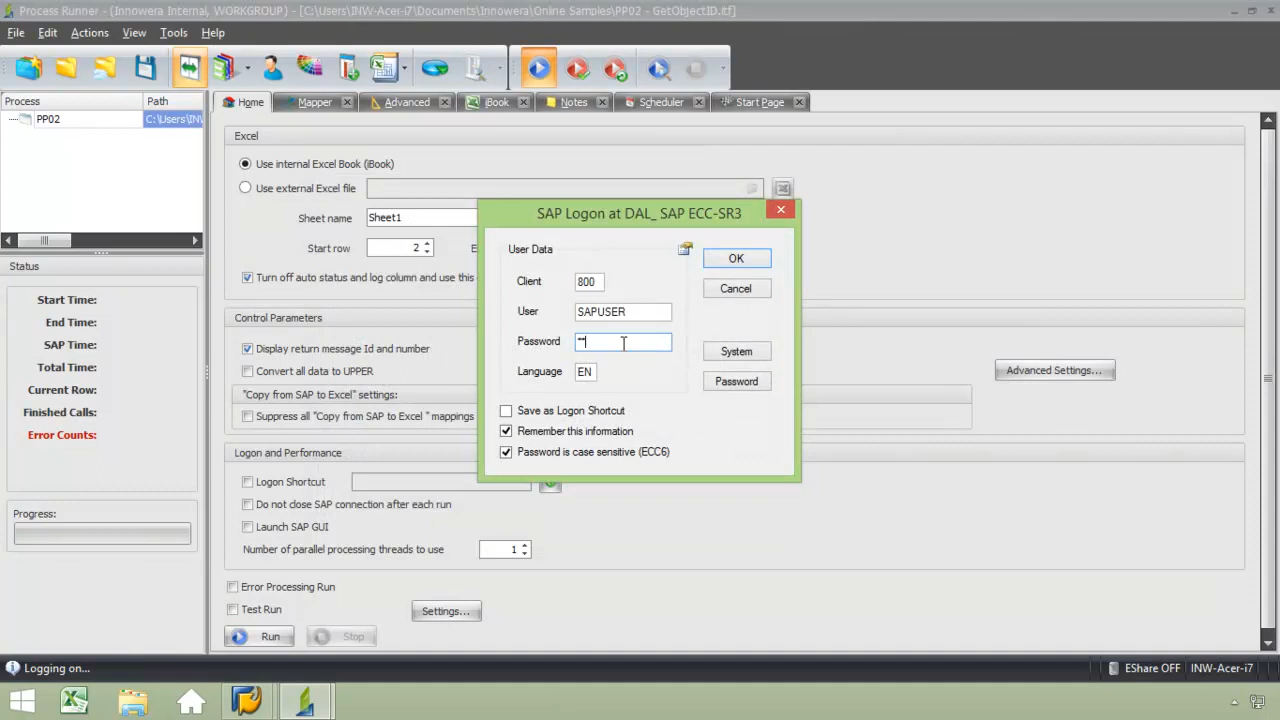 Process Runner - (Innowera Internal, WORKGROUP) - [C:\Users\INW-Acer-i7\Documents\Innowera\Online Samples\PP02 - GetObjectID.itf]
File Edit Actions View Tools Help
Process Path
PP02 C:\Users\INV
Home Mapper Advanced iBook Notes Scheduler Start Page
Excel
Use internal Excel Book (iBook)
Use external Excel file
Sheet name Sheet1
Start row 2 E
Turn off auto status and log column and use this
Control Parameters
Display return message Id and number
Convert all data to UPPER
Advanced Settings...
"Copy from SAP to Excel" settings:
Suppress all "Copy from SAP to Excel" mappings
Logon and Performance
Logon Shortcut
Do not close SAP connection after each run
Launch SAP GUI
Number of parallel processing threads to use 1
Error Processing Run
Test Run Settings...
Run Stop
SAP Logon at DAL_ SAP ECC-SR3
User Data OK
Client 800 Cancel
User SAPUSER
Password **
System
Language EN
Password
Save as Logon Shortcut
Remember this information
Password is case sensitive (ECC6)
Status
Start Time:
End Time:
SAP Time:
Total Time:
Current Row:
Finished Calls:
Error Counts:
Progress:
Logging on... EShare OFF INW-Acer-i7